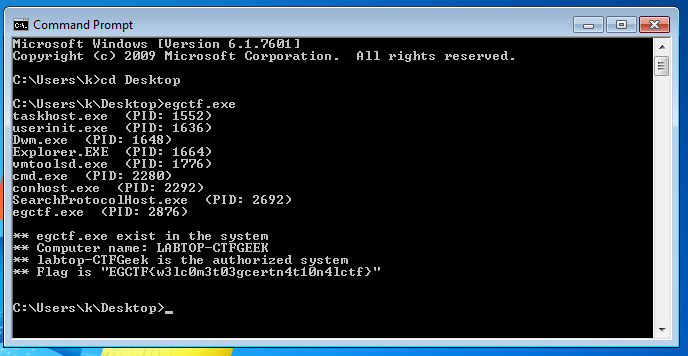 Command Prompt
Microsoft Windows [Version 6.1.7601]
Copyright (c) 2009 Microsoft Corporation.  All rights reserved.
C:\Users\k>cd Desktop
C:\Users\k\Desktop>egctf.exe
taskhost.exe  (PID: 1552)
userinit.exe  (PID: 1636)
Dwm.exe  (PID: 1648)
Explorer.EXE  (PID: 1664)
vmtoolsd.exe  (PID: 1776)
cmd.exe  (PID: 2280)
conhost.exe  (PID: 2292)
SearchProtocolHost.exe  (PID: 2692)
egctf.exe  (PID: 2876)
** egctf.exe exist in the system
** Computer name: LABTOP-CTFGEEK
** labtop-CTFGeek is the authorized system
** Flag is "EGCTF{w3lc0m3t03gcertn4t10n4lctf}"
C:\Users\k\Desktop>_